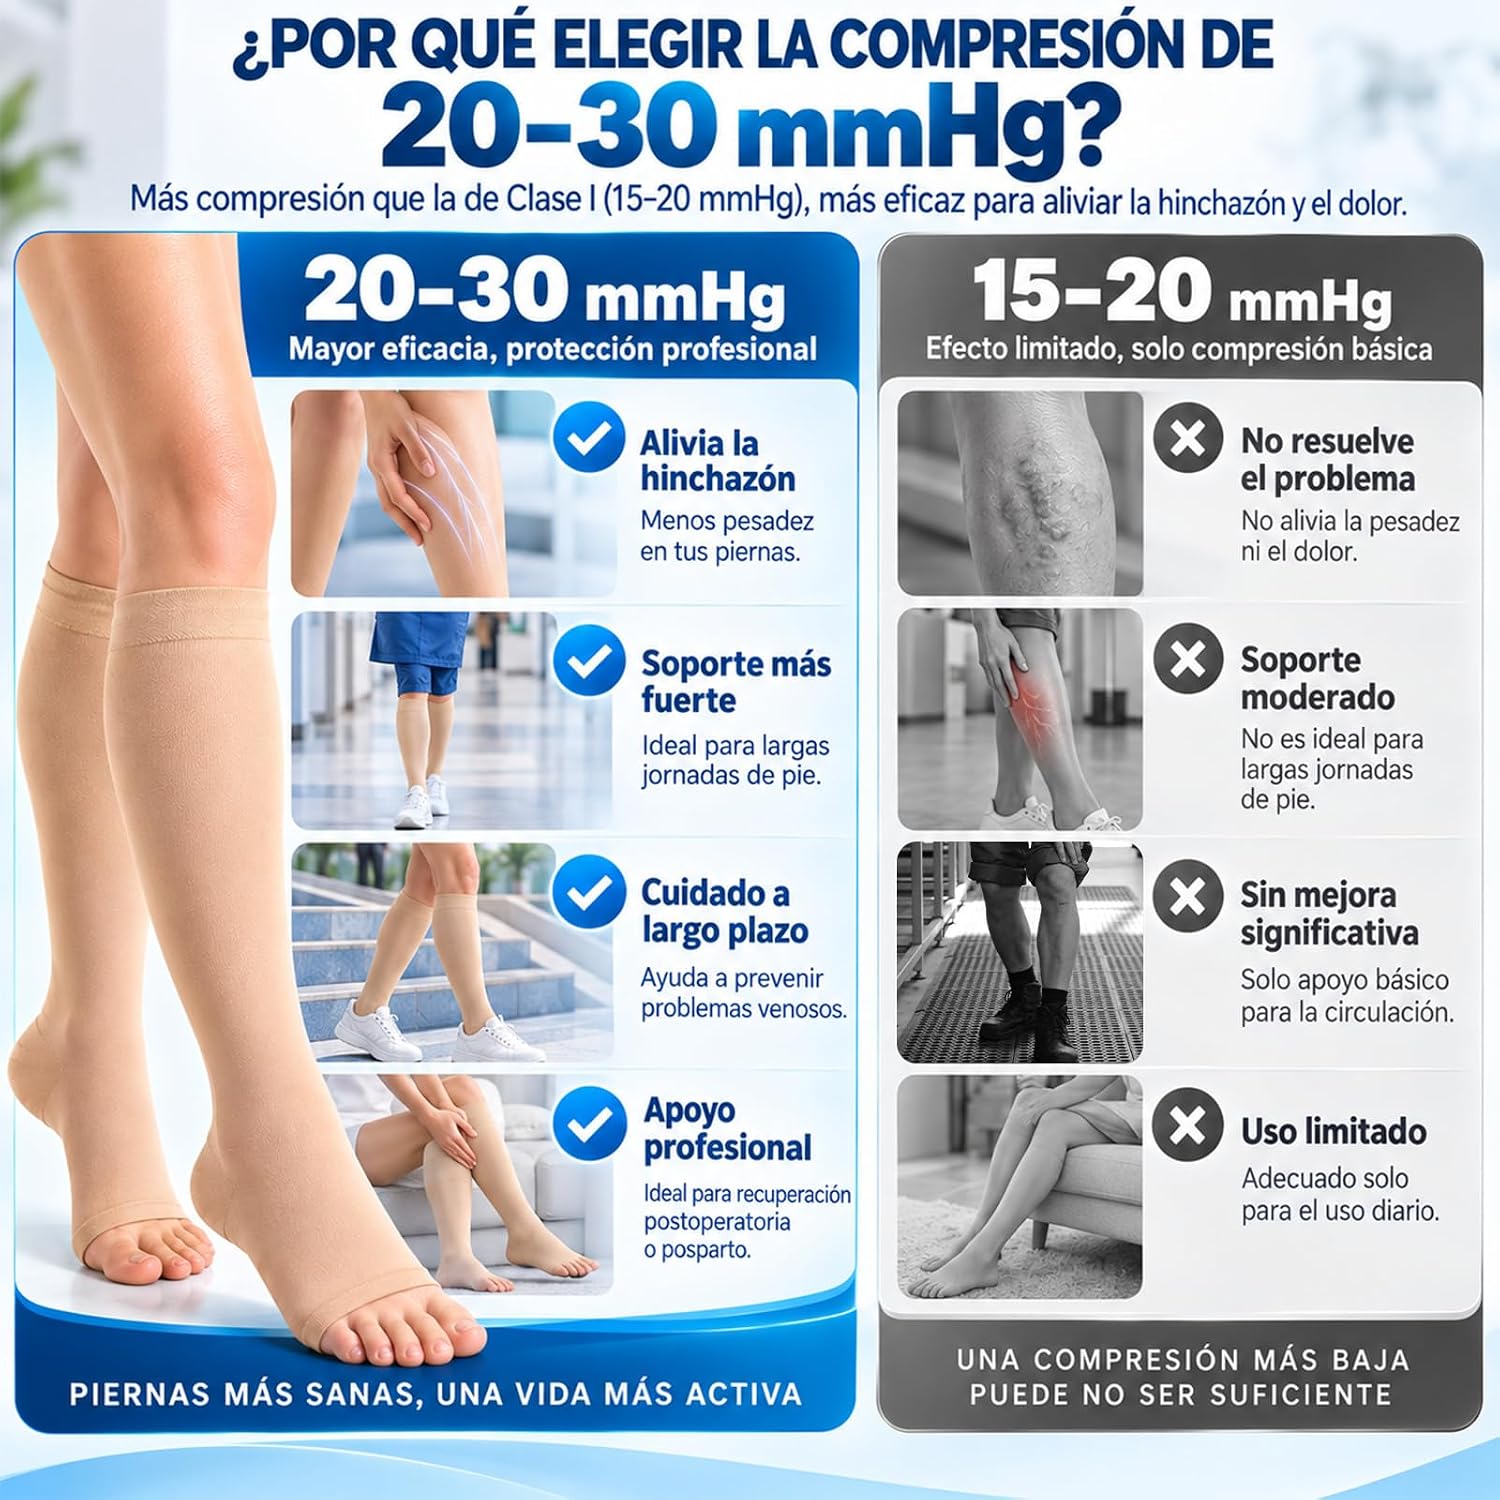 ¿POR QUÉ ELEGIR LA COMPRESIÓN DE
20-30 mmHg?
Más compresión que la de Clase I (15-20 mmHg), más eficaz para aliviar la hinchazón y el dolor.
20-30 mmHg
Mayor eficacia, protección profesional
Alivia la
hinchazón
Menos pesadez
en tus piernas.
Soporte más
fuerte
Ideal para largas
jornadas de pie.
Cuidado a
largo plazo
Ayuda a prevenir
problemas venosos.
Apoyo
profesional
Ideal para recuperación
postoperatoria
o posparto.
PIERNAS MÁS SANAS, UNA VIDA MÁS ACTIVA
15-20 mmHg
Efecto limitado, solo compresión básica
No resuelve
el problema
No alivia la pesadez
ni el dolor.
Soporte
moderado
No es ideal para
largas jornadas
de pie.
Sin mejora
significativa
Solo apoyo básico
para la circulación.
Uso limitado
Adecuado solo
para el uso diario.
UNA COMPRESIÓN MÁS BAJA
PUEDE NO SER SUFICIENTE